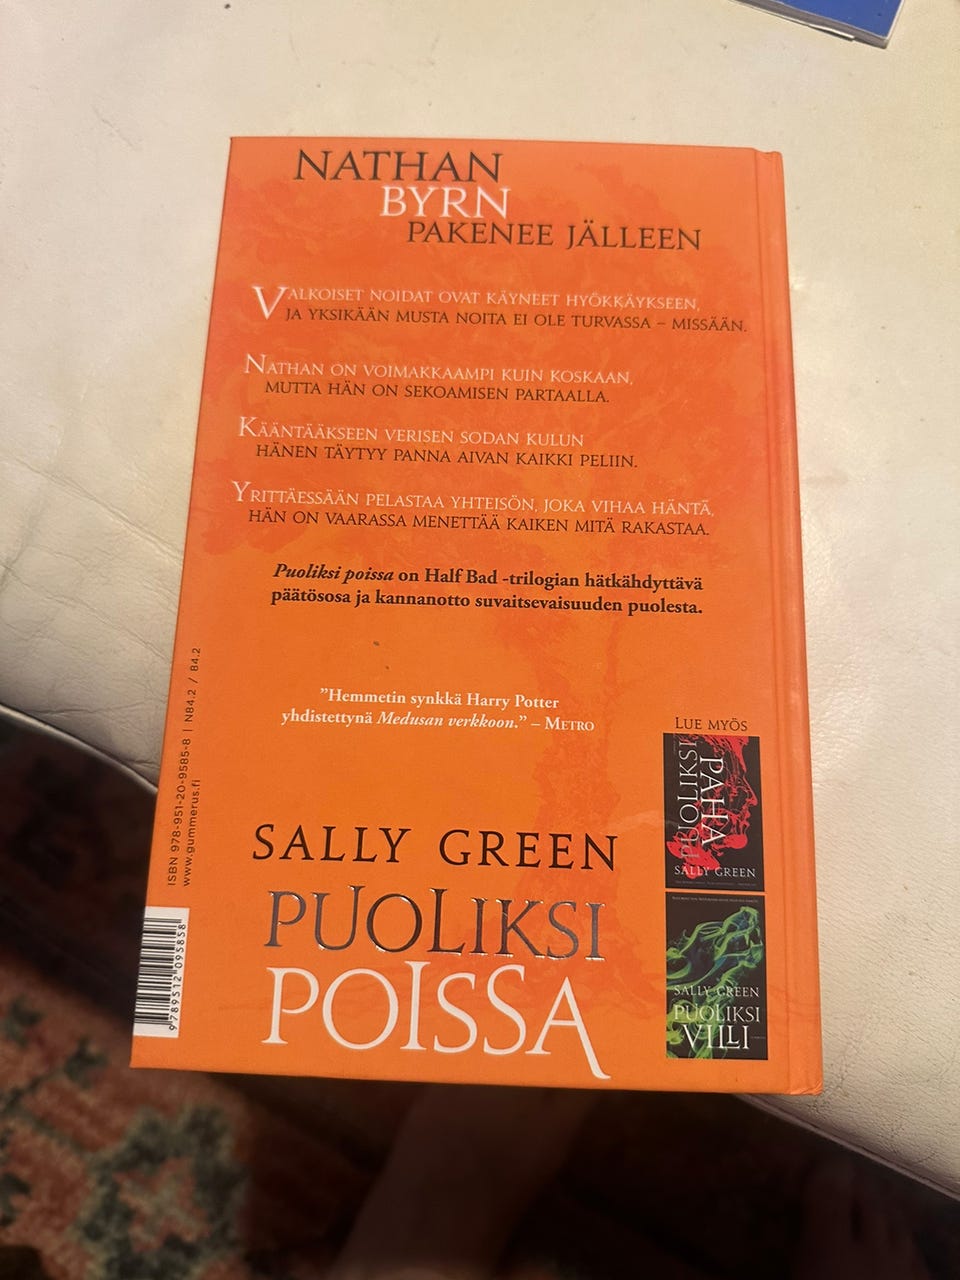 NATHAN
BYRN
PAKENEE JÄLLEEN
VALKOISET NOIDAT OVAT KÄYNEET HYÖKKÄYKSEEN,
JA YKSIKÄÄN MUSTA NOITA EI OLE TURVASSA – MISSÄÄN.
NATHAN ON VOIMAKKAAMPI KUIN KOSKAAN,
MUTTA HÄN ON SEKOAMISEN PARTAALLA.
KÄÄNTÄÄKSEEN VERISEN SODAN KULUN
HÄNEN TÄYTYY PANNA AIVAN KAIKKI PELIIN.
YRITTÄESSÄÄN PELASTAA YHTEISÖN, JOKA VIHAA HÄNTÄ,
HÄN ON VAARASSA MENETTÄÄ KAIKEN MITÄ RAKASTAA.
Puoliksi poissa on Half Bad -trilogian hätkähdyttävä
päätösosa ja kannanotto suvaitsevaisuuden puolesta.
”Hemmetin synkkä Harry Potter
yhdistettynä Medusan verkkoon.” – METRO
LUE MYÖS
PUOLIKSI
PAHA
SALLY GREEN
SALLY GREEN
PUOLIKSI
VILLI
SALLY GREEN
PUOLIKSI
POISSA
ISBN 978-951-20-9585-8 | N84.2 / 84.2
www.gummerus.fi
9 789512 095858